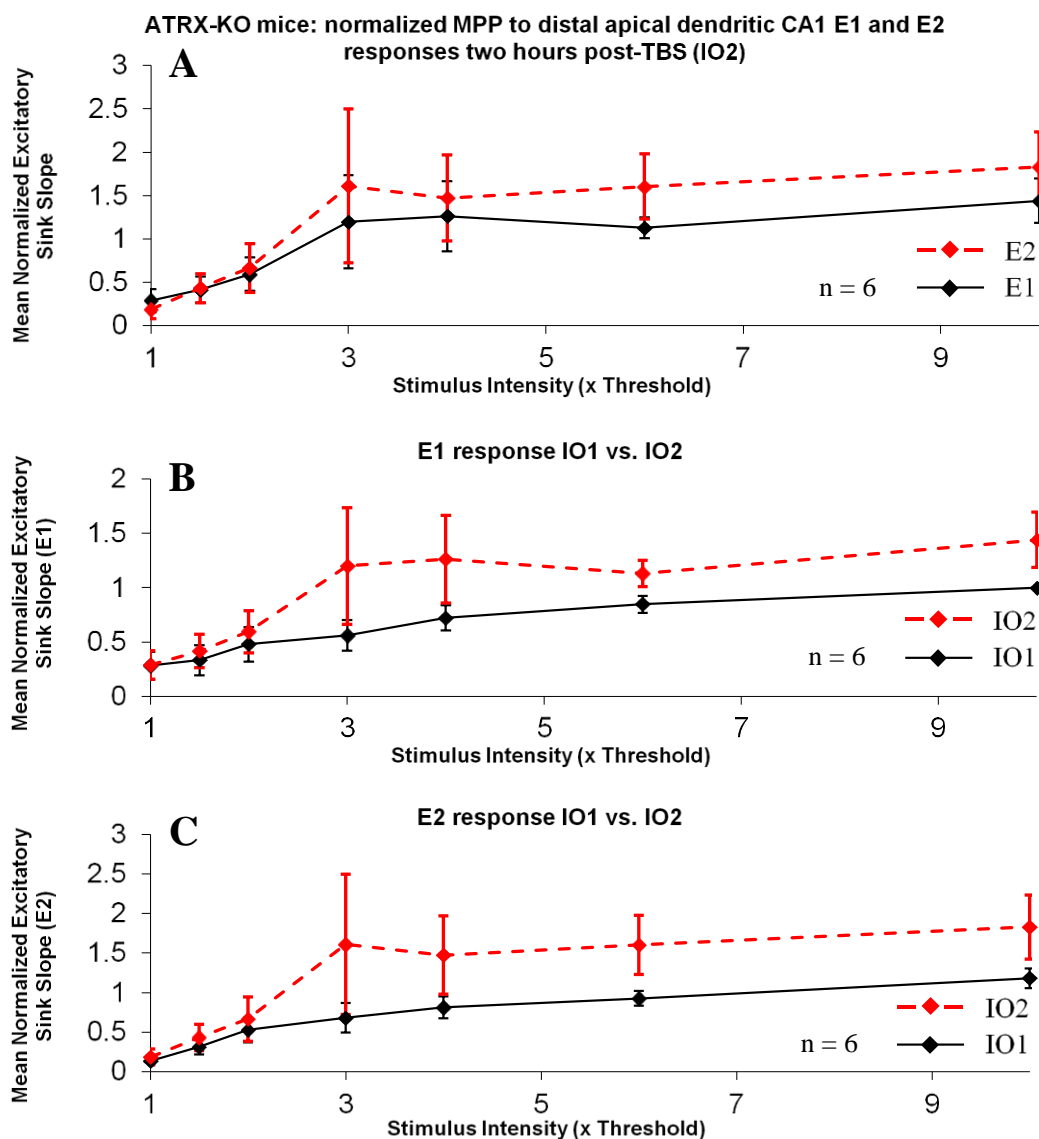 ATRX-KO mice: normalized MPP to distal apical dendritic CA1 E1 and E2
responses two hours post-TBS (IO2)
A
Mean Normalized Excitatory
Sink Slope
3
2.5
2
1.5
1
0.5
0
1
3
5
7
9
Stimulus Intensity (x Threshold)
E2
n = 6
E1
E1 response IO1 vs. IO2
B
Mean Normalized Excitatory
Sink Slope (E1)
2
1.5
1
0.5
0
1
3
5
7
9
Stimulus Intensity (x Threshold)
IO2
n = 6
IO1
E2 response IO1 vs. IO2
C
Mean Normalized Excitatory
Sink Slope (E2)
3
2.5
2
1.5
1
0.5
0
1
3
5
7
9
Stimulus Intensity (x Threshold)
IO2
n = 6
IO1